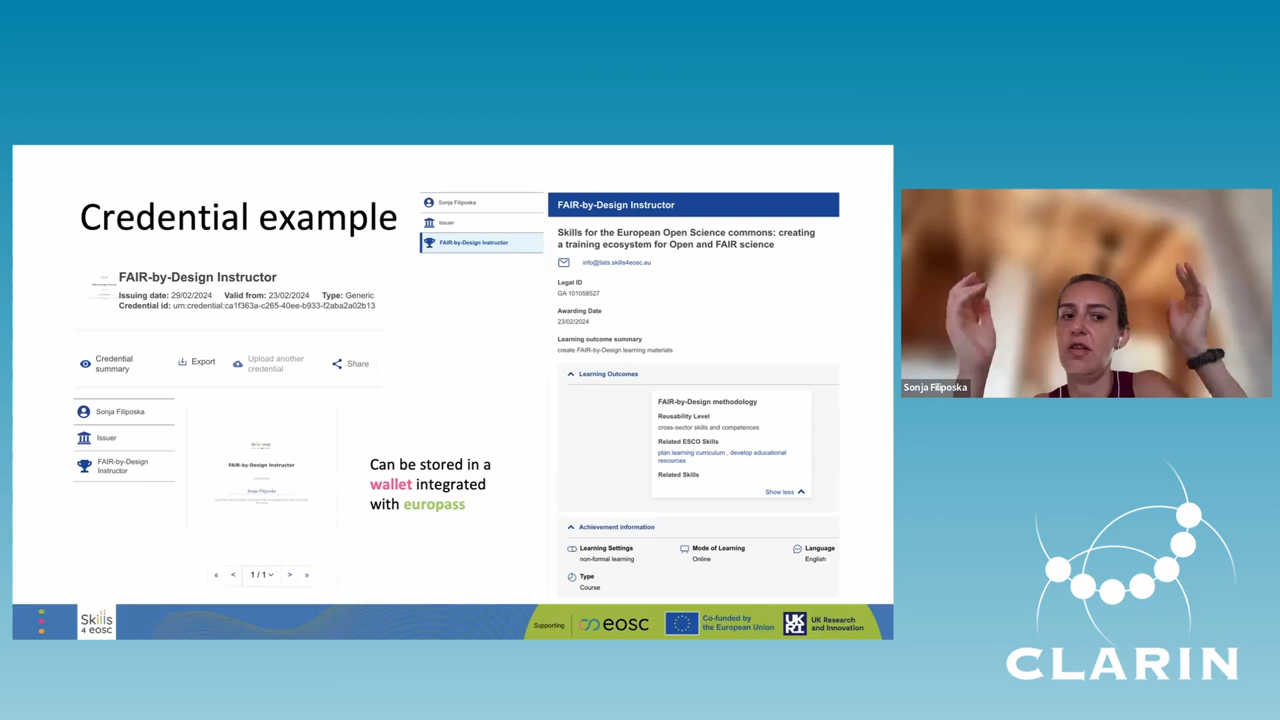 Credential example
FAIR-by-Design Instructor
Issuing date: 29/02/2024 Valid from: 23/02/2024 Type: Generic
Credential id: urn:credential:ca1f363a-c265-40ee-b933-f2aba2a02b13
Credential summary
Export
Upload another credential
Share
Sonja Filiposka
Issuer
FAIR-by-Design
Instructor
FAIR-by-Design Instructor
Sonja Filiposka
« < 1 / 1 > »
Can be stored in a
wallet integrated
with europass
Sonja Filiposka
Issuer
FAIR-by-Design Instructor
FAIR-by-Design Instructor
Skills for the European Open Science commons: creating
a training ecosystem for Open and FAIR science
info@lists.skills4eosc.eu
Legal ID
GA 101058527
Awarding Date
23/02/2024
Learning outcome summary
create FAIR-by-Design learning materials
Learning Outcomes
FAIR-by-Design methodology
Reusability Level
cross-sector skills and competences
Related ESCO Skills
plan learning curriculum , develop educational
resources
Related Skills
Show less
Achievement information
Learning Settings
non-formal learning
Mode of Learning
Online
Language
English
Type
Course
Skills
4 eosc
Supporting
eosc
Co-funded by
the European Union
UKRI
UK Research
and Innovation
Sonja Filiposka
CLARIN